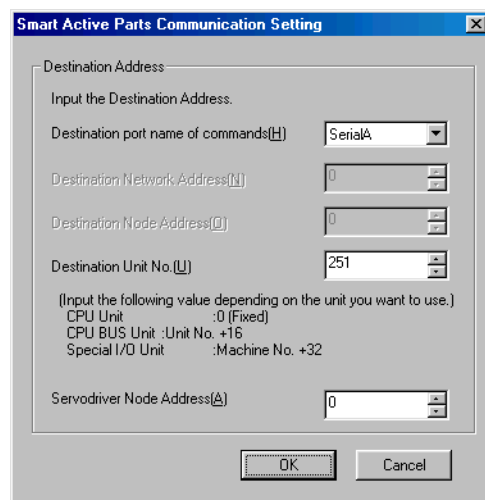 Smart Active Parts Communication Setting
Destination Address
Input the Destination Address.
Destination port name of commands(H) SerialA
Destination Network Address(N) 0
Destination Node Address(O) 0
Destination Unit No.(U) 251
(Input the following value depending on the unit you want to use.)
CPU Unit :0 (Fixed)
CPU BUS Unit :Unit No. +16
Special I/O Unit :Machine No. +32
Servodriver Node Address(A) 0
OK Cancel